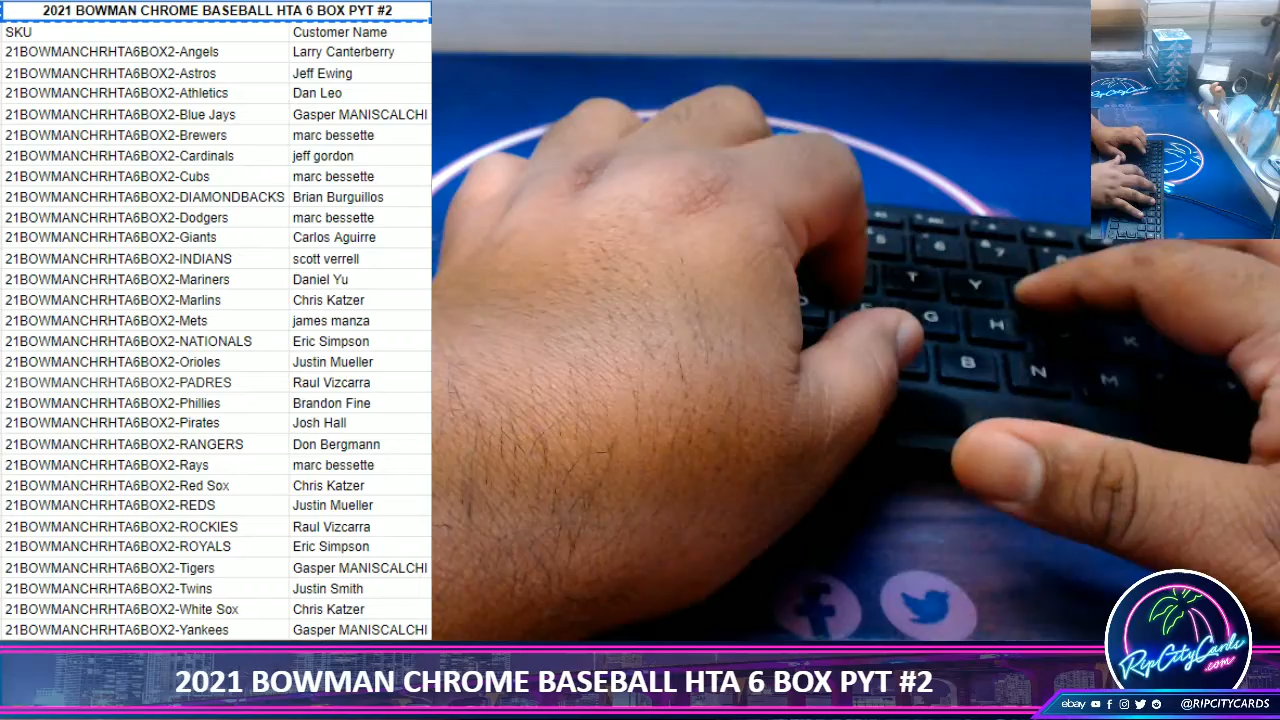 2021 BOWMAN CHROME BASEBALL HTA 6 BOX PYT #2
SKU Customer Name
21BOWMANCHRHTA6BOX2-Angels Larry Canterberry
21BOWMANCHRHTA6BOX2-Astros Jeff Ewing
21BOWMANCHRHTA6BOX2-Athletics Dan Leo
21BOWMANCHRHTA6BOX2-Blue Jays Gasper MANISCALCHI
21BOWMANCHRHTA6BOX2-Brewers marc bessette
21BOWMANCHRHTA6BOX2-Cardinals jeff gordon
21BOWMANCHRHTA6BOX2-Cubs marc bessette
21BOWMANCHRHTA6BOX2-DIAMONDBACKS Brian Burguillos
21BOWMANCHRHTA6BOX2-Dodgers marc bessette
21BOWMANCHRHTA6BOX2-Giants Carlos Aguirre
21BOWMANCHRHTA6BOX2-INDIANS scott verrell
21BOWMANCHRHTA6BOX2-Mariners Daniel Yu
21BOWMANCHRHTA6BOX2-Marlins Chris Katzer
21BOWMANCHRHTA6BOX2-Mets james manza
21BOWMANCHRHTA6BOX2-NATIONALS Eric Simpson
21BOWMANCHRHTA6BOX2-Orioles Justin Mueller
21BOWMANCHRHTA6BOX2-PADRES Raul Vizcarra
21BOWMANCHRHTA6BOX2-Phillies Brandon Fine
21BOWMANCHRHTA6BOX2-Pirates Josh Hall
21BOWMANCHRHTA6BOX2-RANGERS Don Bergmann
21BOWMANCHRHTA6BOX2-Rays marc bessette
21BOWMANCHRHTA6BOX2-Red Sox Chris Katzer
21BOWMANCHRHTA6BOX2-REDS Justin Mueller
21BOWMANCHRHTA6BOX2-ROCKIES Raul Vizcarra
21BOWMANCHRHTA6BOX2-ROYALS Eric Simpson
21BOWMANCHRHTA6BOX2-Tigers Gasper MANISCALCHI
21BOWMANCHRHTA6BOX2-Twins Justin Smith
21BOWMANCHRHTA6BOX2-White Sox Chris Katzer
21BOWMANCHRHTA6BOX2-Yankees Gasper MANISCALCHI
6 7
T Y
G H K
B N M
RipCityCards
.com
2021 BOWMAN CHROME BASEBALL HTA 6 BOX PYT #2
ebay @RIPCITYCARDS